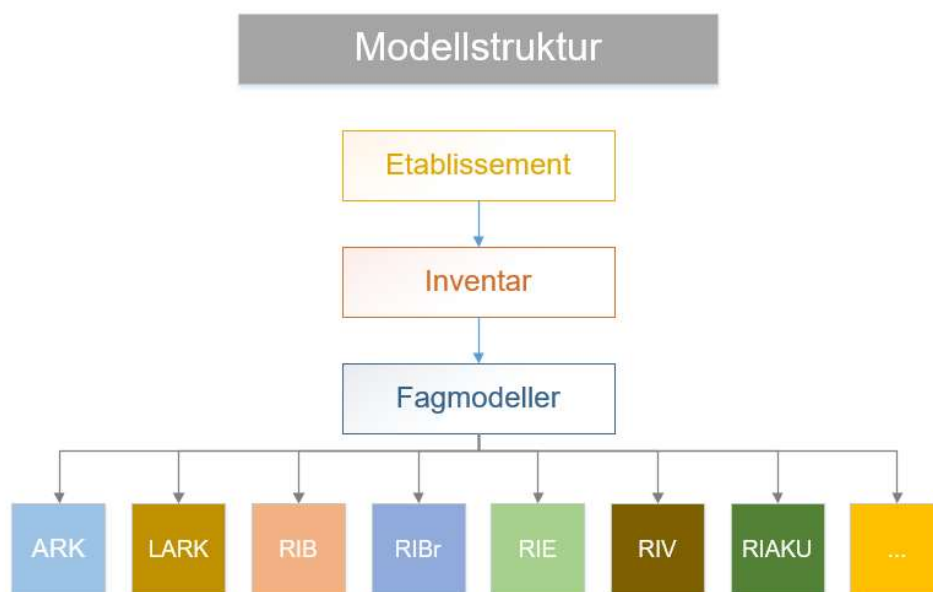 Modellstruktur
Etablissement
Inventar
Fagmodeller
ARK LARK RIB RIBr RIE RIV RIAKU ...